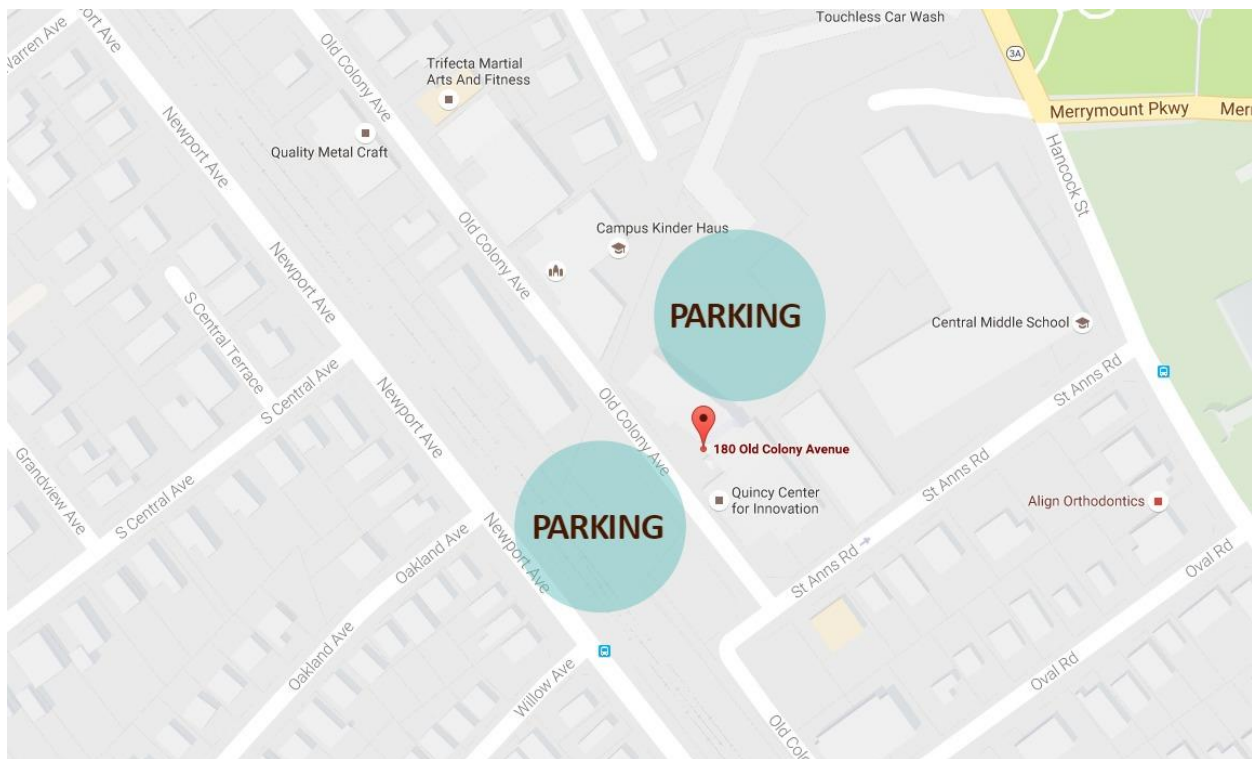 Touchless Car Wash
Warren Ave
port Ave
Old Colony Ave
3A
Trifecta Martial
Arts And Fitness
Merrymount Pkwy
Merr
Newport Ave
Quality Metal Craft
Hancock St
Old Colony Ave
Campus Kinder Haus
Newport Ave
PARKING
S Central Terrace
Central Middle School
S Central Ave
St Anns Rd
Newport Ave
Old Colony Ave
180 Old Colony Avenue
Grandview Ave
S Central Ave
St Anns Rd
Quincy Center
for Innovation
Align Orthodontics
PARKING
Oakland Ave
Newport Ave
St Anns Rd
Oval Rd
Oakland Ave
Willow Ave
Oval Rd
Old Colo